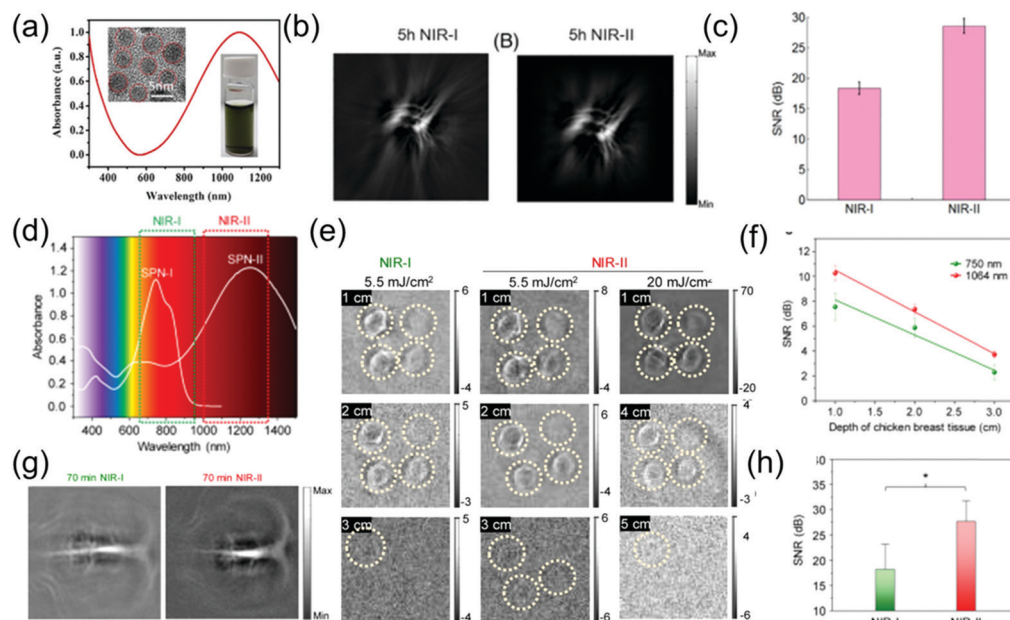 (a)
Absorbance (a.u.)
1.0
0.8
0.6
0.4
0.2
0.0
5nm
400 600 800 1000 1200
Wavelength (nm)
(b)
5h NIR-I
(B)
5h NIR-II
Max
Min
(c)
SNR (dB)
30
25
20
15
10
5
0
NIR-I NIR-II
(d)
NIR-I NIR-II
Absorbance
1.4
1.2
1.0
0.8
0.6
0.4
0.2
0.0
SPN-I SPN-II
400 600 800 1000 1200 1400
Wavelength (nm)
(e)
NIR-I NIR-II
5.5 mJ/cm² 5.5 mJ/cm² 20 mJ/cm²
1 cm 6 -4
1 cm 8 -4
1 cm 70 -20
2 cm 5 -3
2 cm 6 -4
4 cm 4 -3
3 cm 5 -4
3 cm 6 -6
5 cm 4 -6
(f)
SNR (dB)
12
10
8
6
4
2
0
750 nm
1064 nm
1.0 1.5 2.0 2.5 3.0
Depth of chicken breast tissue (cm)
(g)
70 min NIR-I 70 min NIR-II
Max
Min
(h)
SNR (dB)
35
30
25
20
15
10
*
NIR-I NIR-II